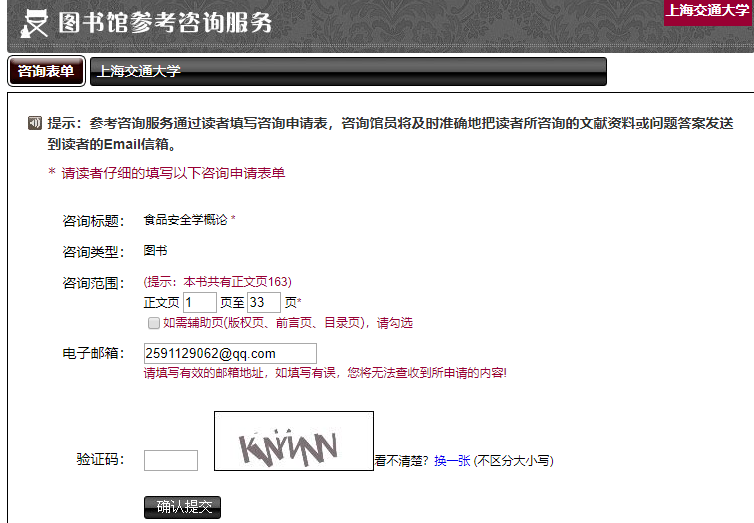 上海交通大学
图书馆参考咨询服务
咨询表单 上海交通大学
提示：参考咨询服务通过读者填写咨询申请表，咨询馆员将及时准确地把读者所咨询的文献资料或问题答案发送
到读者的Email信箱。
* 请读者仔细的填写以下咨询申请表单
咨询标题： 食品安全学概论 *
咨询类型： 图书
咨询范围： (提示：本书共有正文页163)
正文页 1 页至 33 页*
如需辅助页(版权页、前言页、目录页)，请勾选
电子邮箱： 2591129062@qq.com
请填写有效的邮箱地址，如填写有误，您将无法查收到所申请的内容!
验证码： 看不清楚？换一张 (不区分大小写)
确认提交